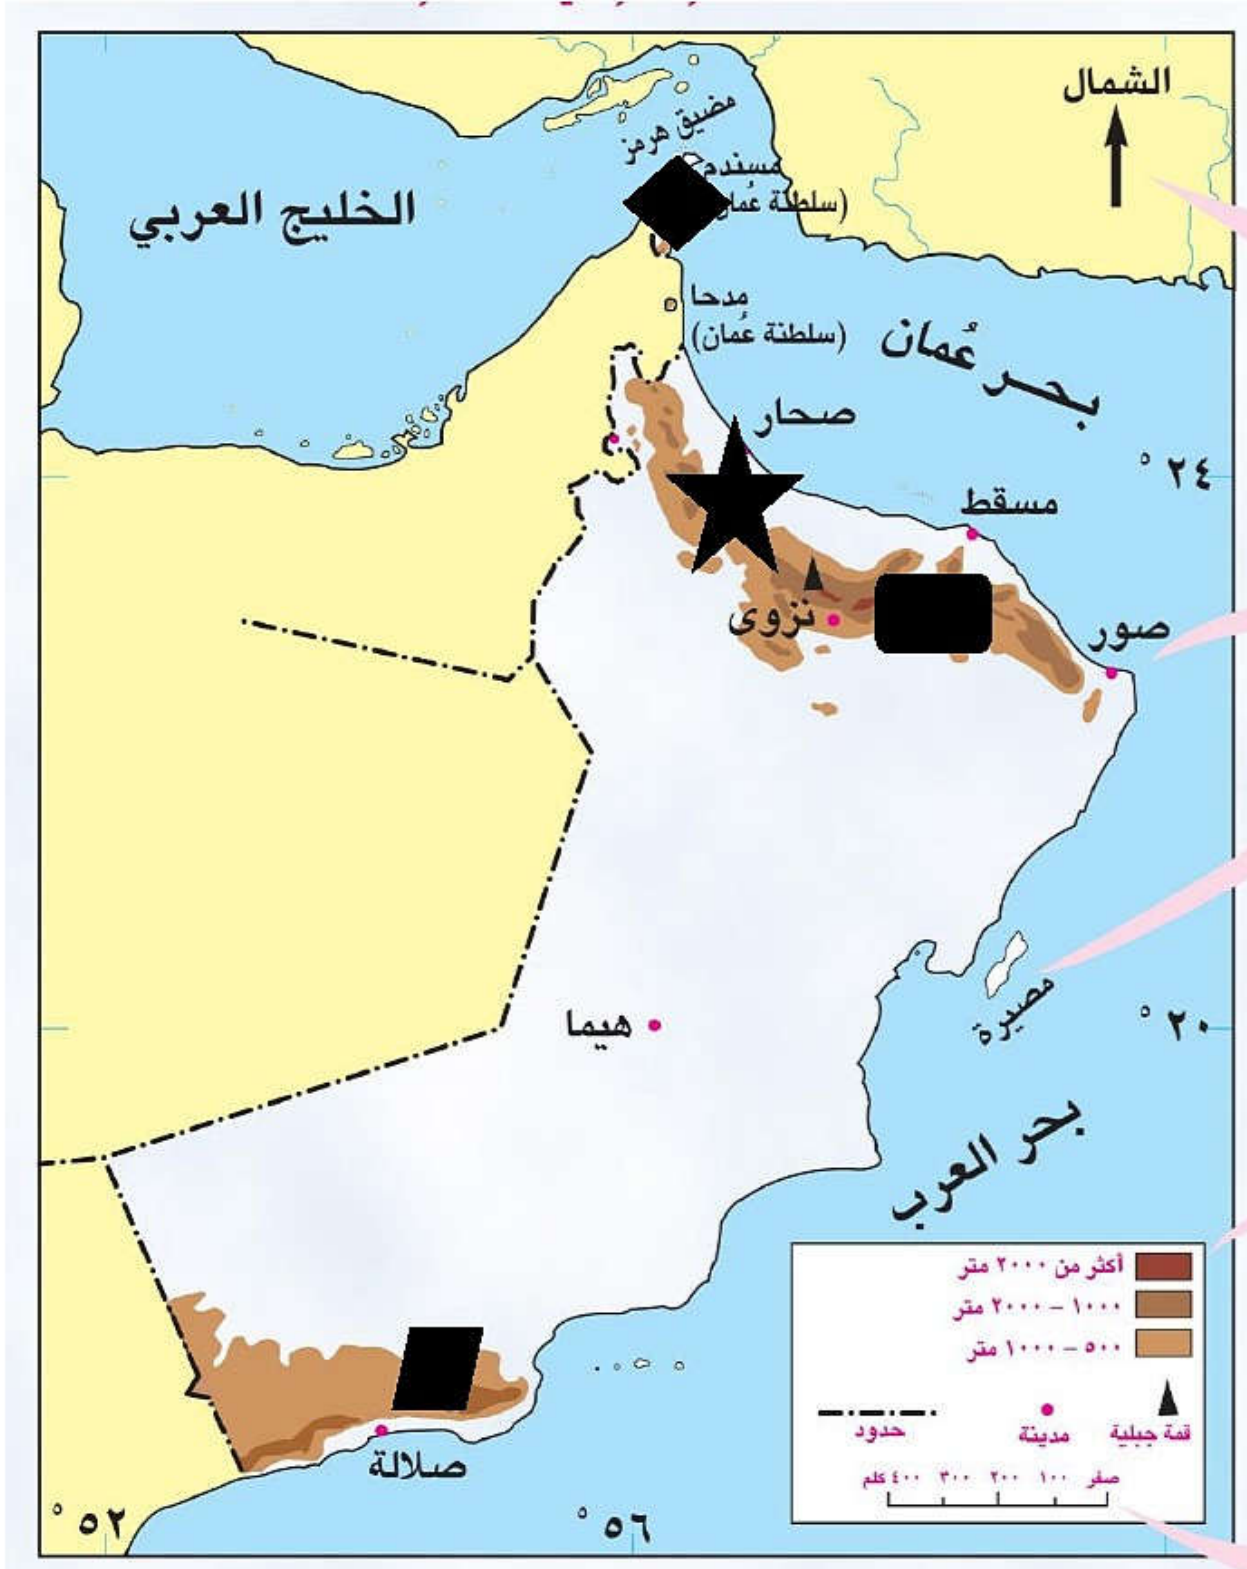 الشمال
مضيق هرمز
مسندم
(سلطنة عُمان)
الخليج العربي
مدحا
(سلطنة عُمان)
بحر عُمان
صحار
°٢٤
مسقط
نزوى
صور
هيما
مصيرة
°٢٠
بحر العرب
صلالة
أكثر من ٢٠٠٠ متر
١٠٠٠ – ٢٠٠٠ متر
٥٠٠ – ١٠٠٠ متر
قمة جبلية
مدينة
حدود
صفر ١٠٠ ٢٠٠ ٣٠٠ ٤٠٠ كلم
°٥٢
°٥٦